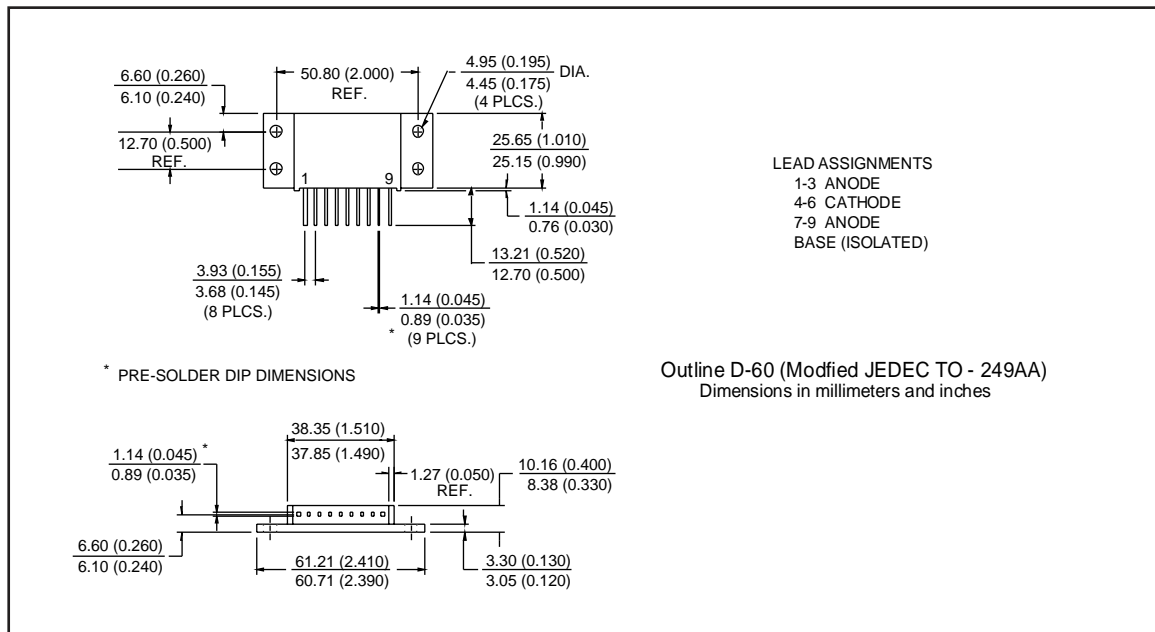 6.60 (0.260)
6.10 (0.240)
50.80 (2.000)
REF.
4.95 (0.195)
4.45 (0.175)
DIA.
(4 PLCS.)
12.70 (0.500)
REF.
25.65 (1.010)
25.15 (0.990)
1
9
1.14 (0.045)
0.76 (0.030)
13.21 (0.520)
12.70 (0.500)
3.93 (0.155)
3.68 (0.145)
(8 PLCS.)
1.14 (0.045)
0.89 (0.035)
* (9 PLCS.)
LEAD ASSIGNMENTS
1-3 ANODE
4-6 CATHODE
7-9 ANODE
BASE (ISOLATED)
* PRE-SOLDER DIP DIMENSIONS
Outline D-60 (Modfied JEDEC TO - 249AA)
Dimensions in millimeters and inches
38.35 (1.510)
37.85 (1.490)
1.14 (0.045) *
0.89 (0.035)
1.27 (0.050)
REF.
10.16 (0.400)
8.38 (0.330)
6.60 (0.260)
6.10 (0.240)
61.21 (2.410)
60.71 (2.390)
3.30 (0.130)
3.05 (0.120)